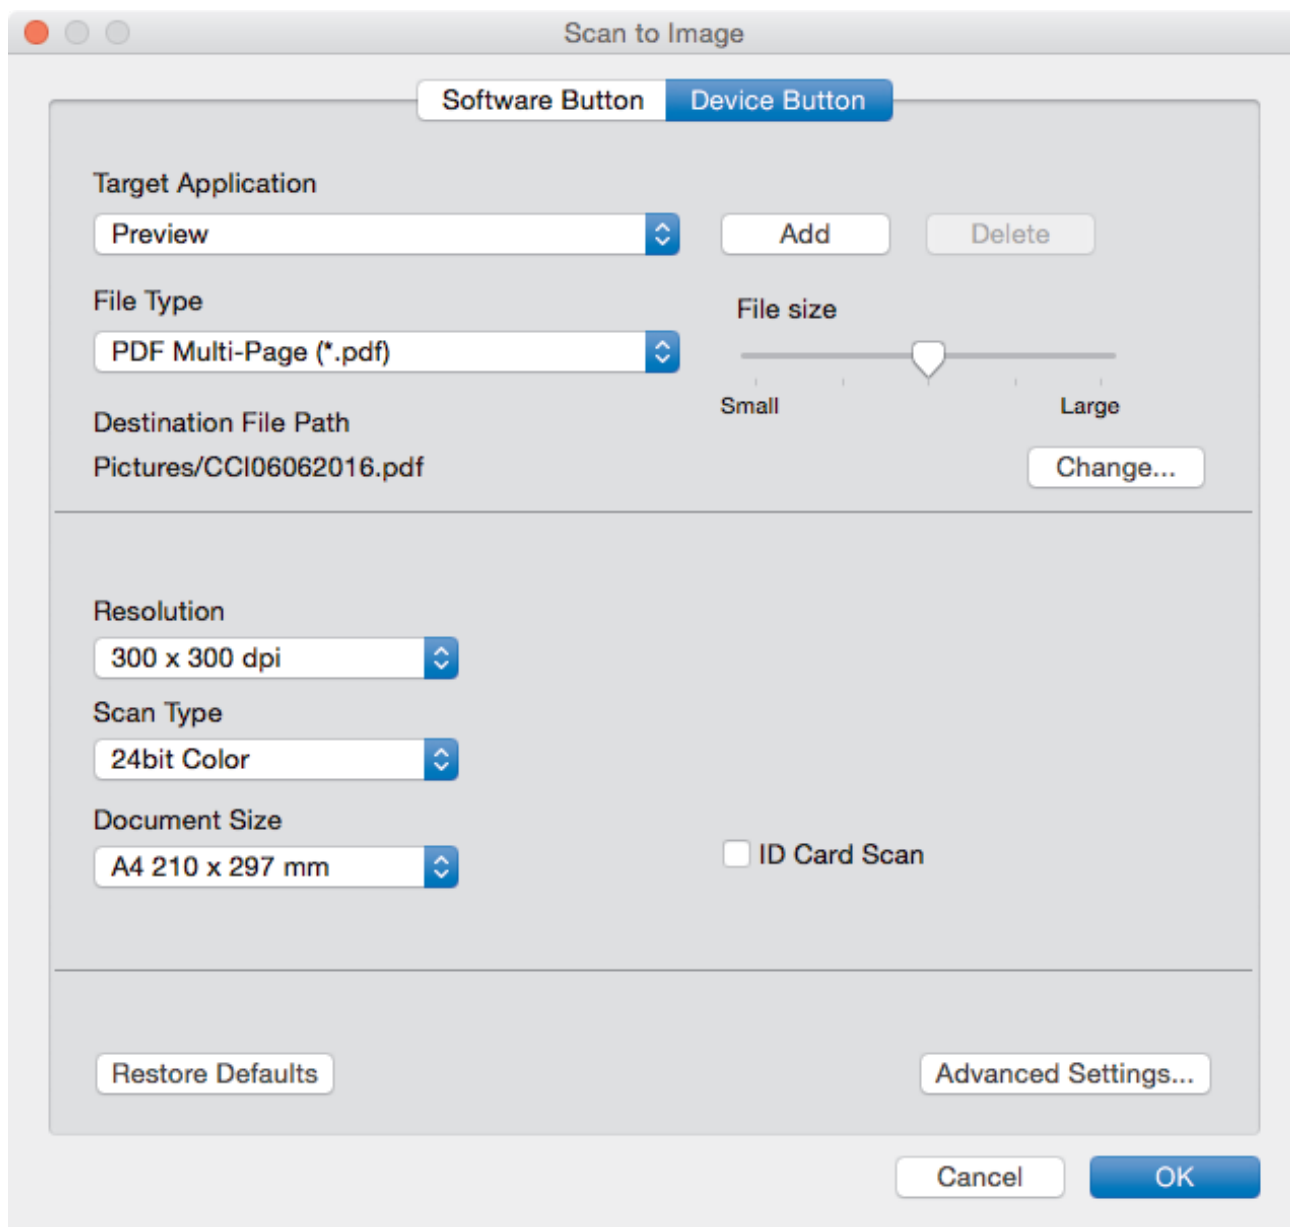 Scan to Image
Software Button Device Button
Target Application
Preview Add Delete
File Type
File size
PDF Multi-Page (*.pdf)
Small Large
Destination File Path
Pictures/CCI06062016.pdf Change...
Resolution
300 x 300 dpi
Scan Type
24bit Color
Document Size
A4 210 x 297 mm ID Card Scan
Restore Defaults Advanced Settings...
Cancel OK